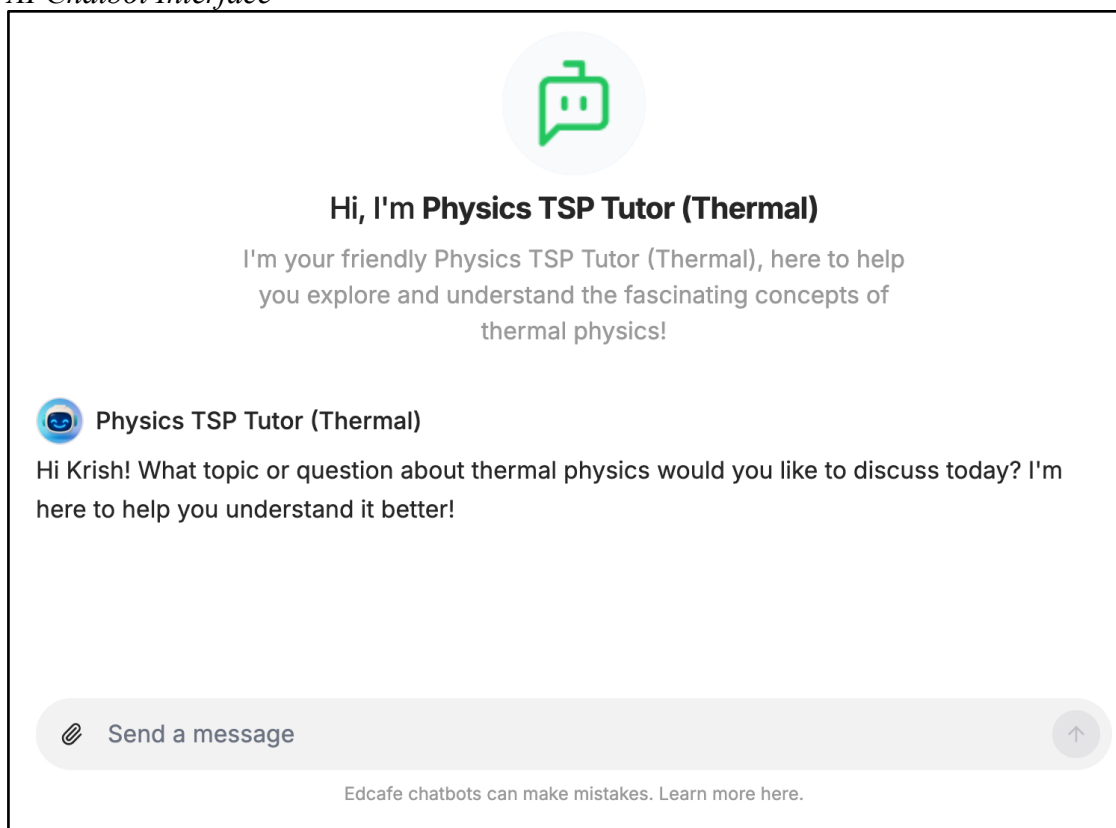 AI Chatbot Interface
Hi, I'm Physics TSP Tutor (Thermal)
I'm your friendly Physics TSP Tutor (Thermal), here to help
you explore and understand the fascinating concepts of
thermal physics!
Physics TSP Tutor (Thermal)
Hi Krish! What topic or question about thermal physics would you like to discuss today? I'm
here to help you understand it better!
Send a message
Edcafe chatbots can make mistakes. Learn more here.